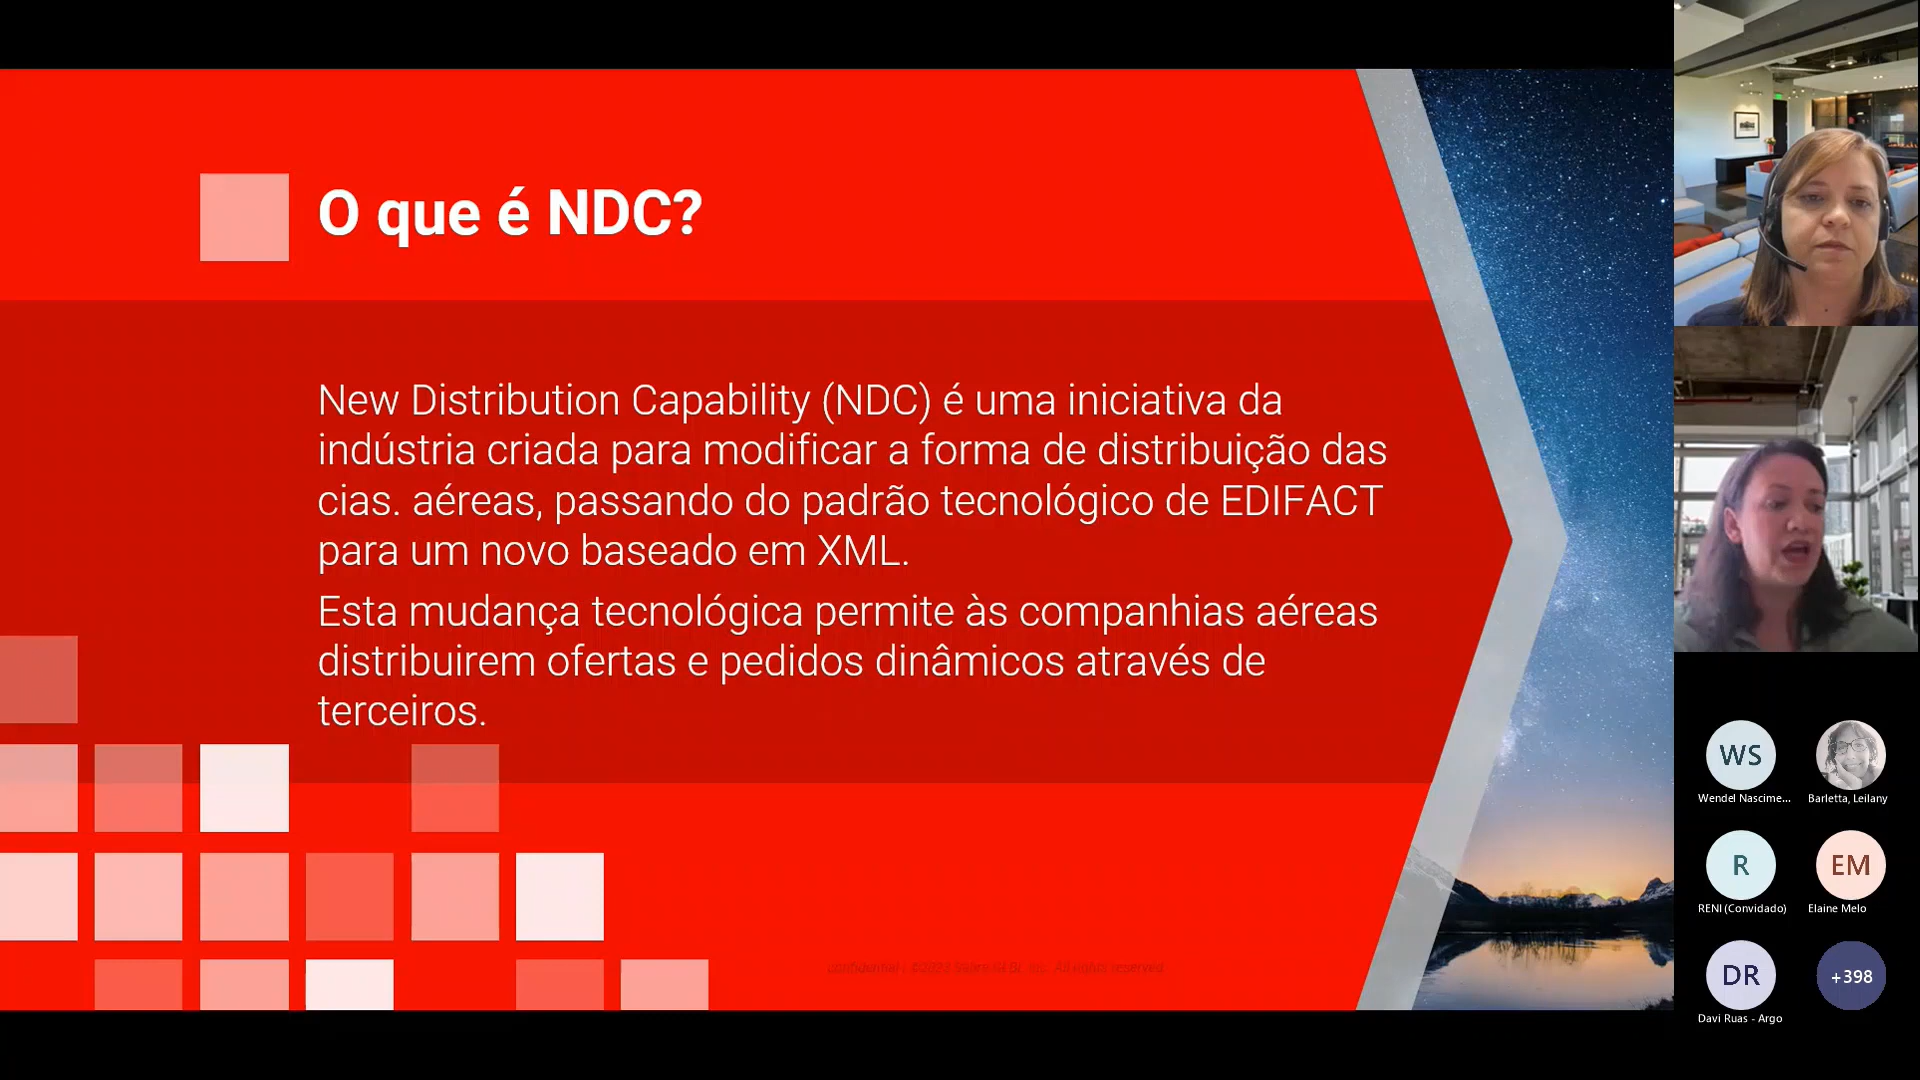 O que é NDC?
New Distribution Capability (NDC) é uma iniciativa da
indústria criada para modificar a forma de distribuição das
cias. aéreas, passando do padrão tecnológico de EDIFACT
para um novo baseado em XML.
Esta mudança tecnológica permite às companhias aéreas
distribuirem ofertas e pedidos dinâmicos através de
terceiros.
All rights reserved.
WS
Wendel Nascime...
Barletta, Leilany
R
EM
RENI (Convidado)
Elaine Melo
DR
+398
Davi Ruas - Argo